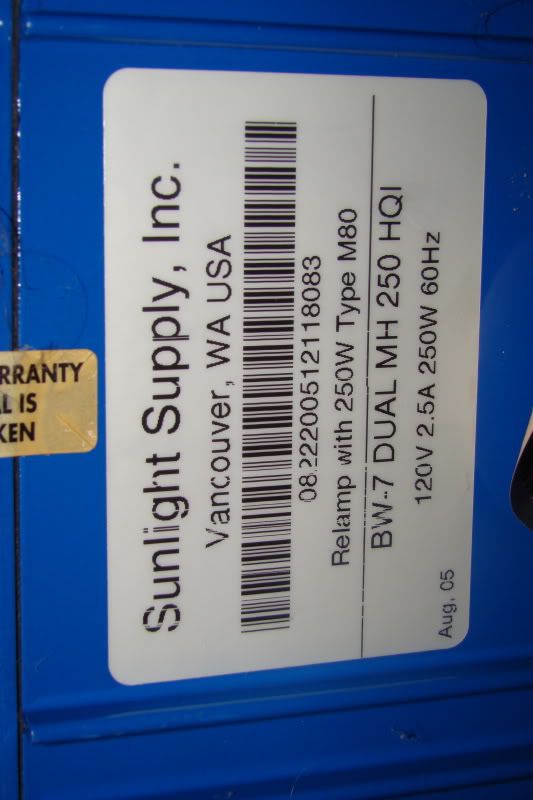 Sunlight Supply, Inc.
Vancouver, WA USA
0822200512118083
Relamp with 250W Type M80
BW-7 DUAL MH 250 HQI
120V 2.5A 250W 60Hz
Aug, 05
RRANTY
L IS
KEN